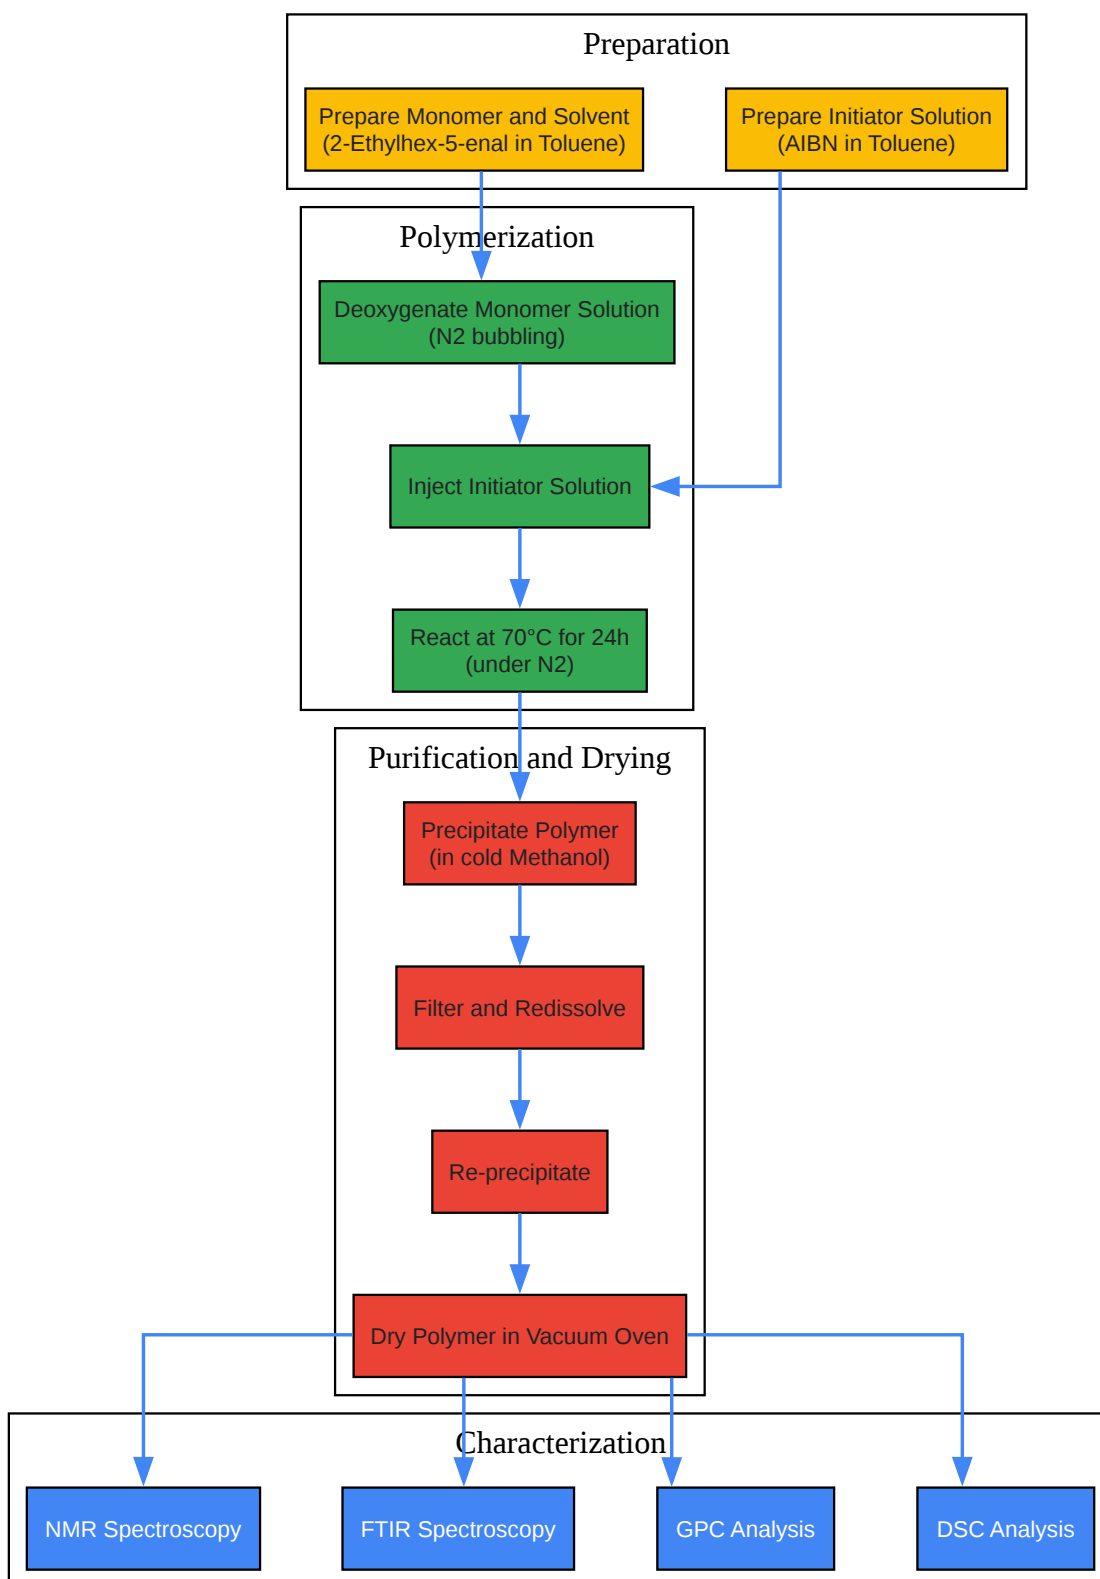 Preparation
Prepare Monomer and Solvent
(2-Ethylhex-5-enal in Toluene)
Prepare Initiator Solution
(AIBN in Toluene)
Polymerization
Deoxygenate Monomer Solution
(N2 bubbling)
Inject Initiator Solution
React at 70°C for 24h
(under N2)
Purification and Drying
Precipitate Polymer
(in cold Methanol)
Filter and Redissolve
Re-precipitate
Dry Polymer in Vacuum Oven
Characterization
NMR Spectroscopy
FTIR Spectroscopy
GPC Analysis
DSC Analysis